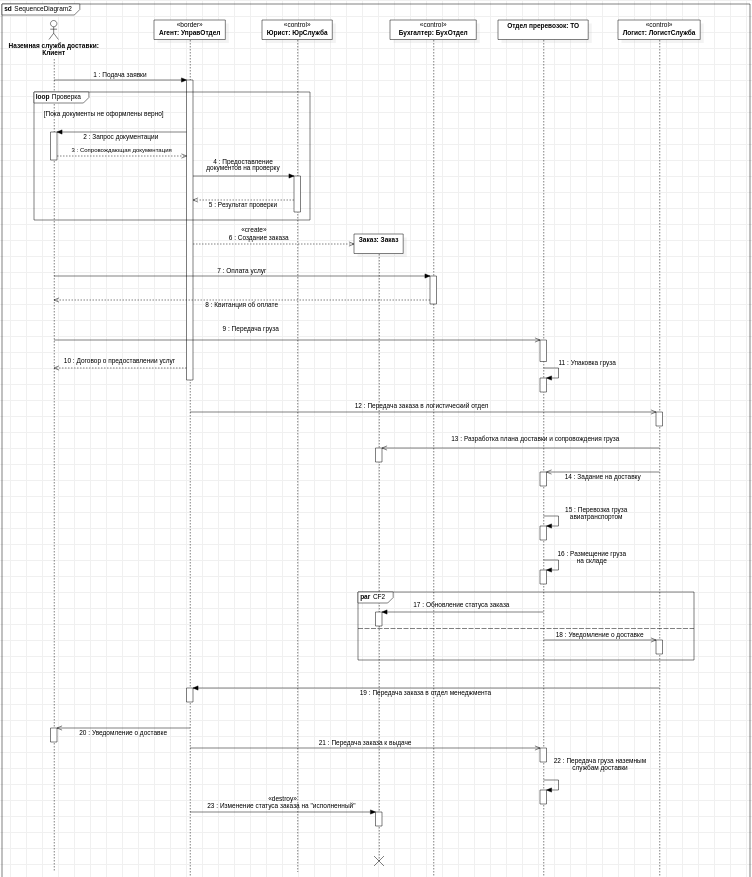 sd SequenceDiagram2
Наземная служба доставки:
Клиент
«border»
Агент: УправОтдел
«control»
Юрист: ЮрСлужба
«control»
Бухгалтер: БухОтдел
Отдел преревозок: ТО
«control»
Логист: ЛогистСлужба
1 : Подача заявки
loop Проверка
[Пока документы не оформлены верно]
2 : Запрос документации
3 : Сопровождающая документация
4 : Предоставление
документов на проверку
5 : Результат проверки
«create»
6 : Создание заказа
Заказ: Заказ
7 : Оплата услуг
8 : Квитанция об оплате
9 : Передача груза
10 : Договор о предоставлении услуг
11 : Упаковка груза
12 : Передача заказа в логистический отдел
13 : Разработка плана доставки и сопровождения груза
14 : Задание на доставку
15 : Перевозка груза
авиатранспортом
16 : Размещение груза
на складе
par CF2
17 : Обновление статуса заказа
18 : Уведомление о доставке
19 : Передача заказа в отдел менеджмента
20 : Уведомление о доставке
21 : Передача заказа к выдаче
22 : Передача груза наземным
службам доставки
«destroy»
23 : Изменение статуса заказа на "исполненный"